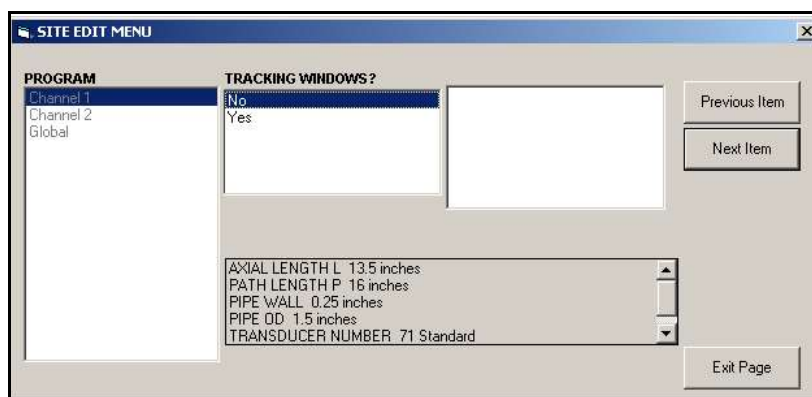 SITE EDIT MENU
PROGRAM
Channel 1
Channel 2
Global
TRACKING WINDOWS?
No
Yes
Previous Item
Next Item
AXIAL LENGTH L 13.5 inches
PATH LENGTH P 16 inches
PIPE WALL 0.25 inches
PIPE OD 1.5 inches
TRANSDUCER NUMBER 71 Standard
Exit Page